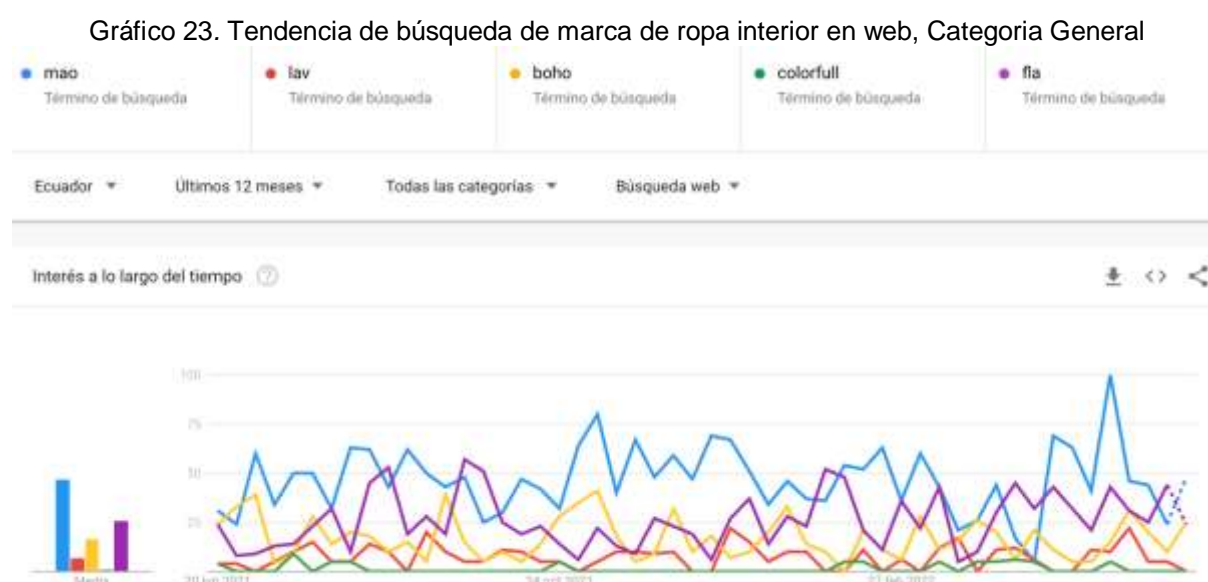 Gráfico 23. Tendencia de búsqueda de marca de ropa interior en web, Categoria General
mao lav boho colorfull fla
Término de búsqueda Término de búsqueda Término de búsqueda Término de búsqueda Término de búsqueda
Ecuador Últimos 12 meses Todas las categorías Búsqueda web
Interés a lo largo del tiempo
100
75
50
25
Media